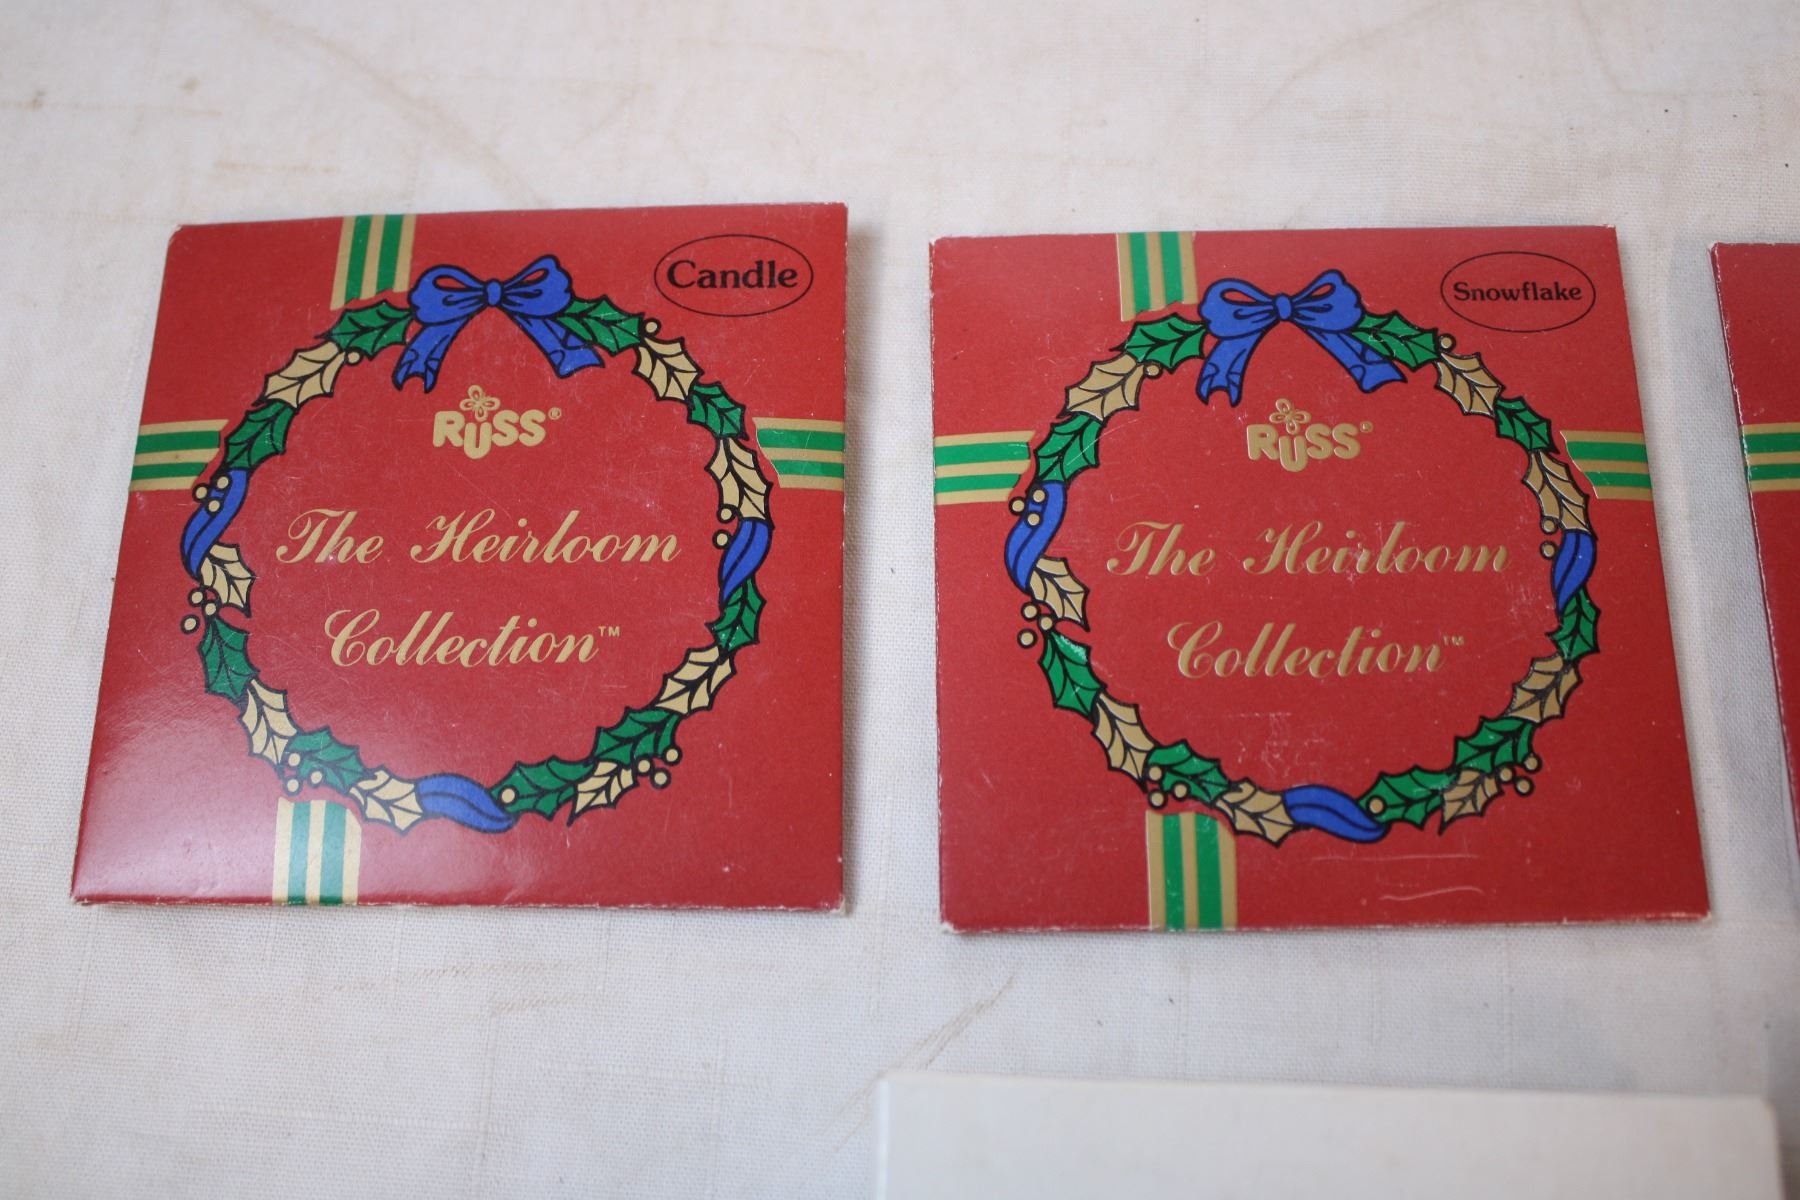 Candle
RUSS®
The Heirloom
Collection™
Snowflake
RUSS®
The Heirloom
Collection™